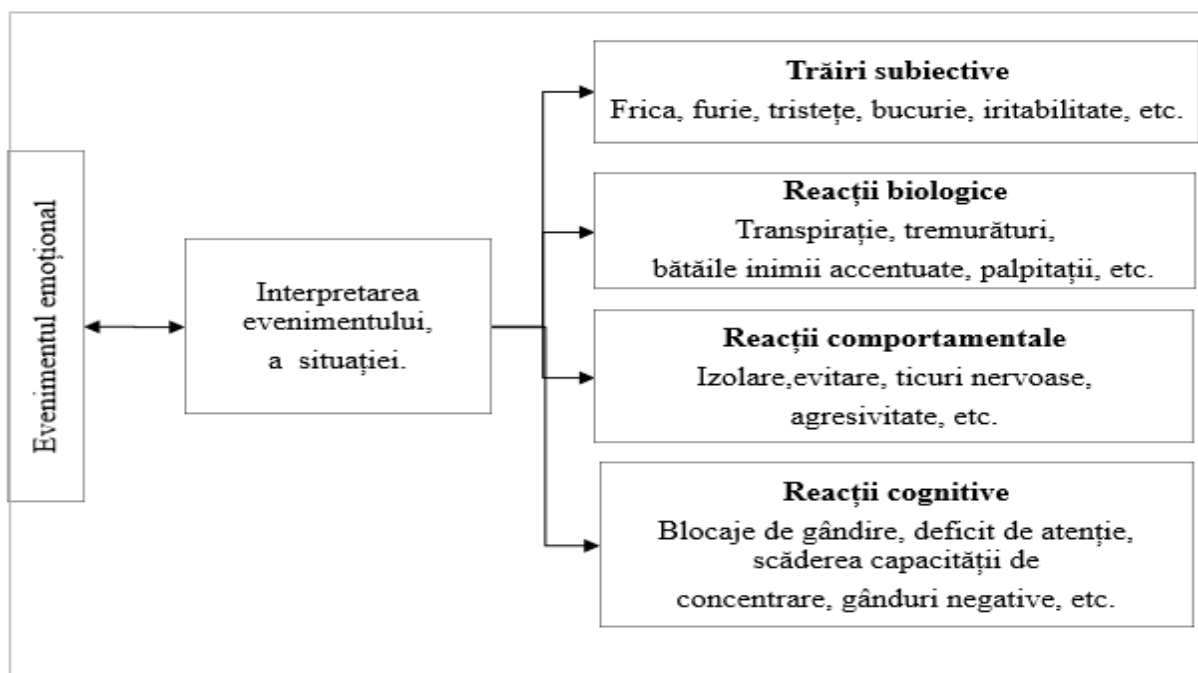 Evenimentul emoțional
Interpretarea
evenimentului,
a situației.
Trăiri subiective
Frica, furie, tristețe, bucurie, iritabilitate, etc.
Reacții biologice
Transpirație, tremurături,
bătăile inimii accentuate, palpitații, etc.
Reacții comportamentale
Izolare,evitare, ticuri nervoase,
agresivitate, etc.
Reacții cognitive
Blocaje de gândire, deficit de atenție,
scăderea capacității de
concentrare, gânduri negative, etc.